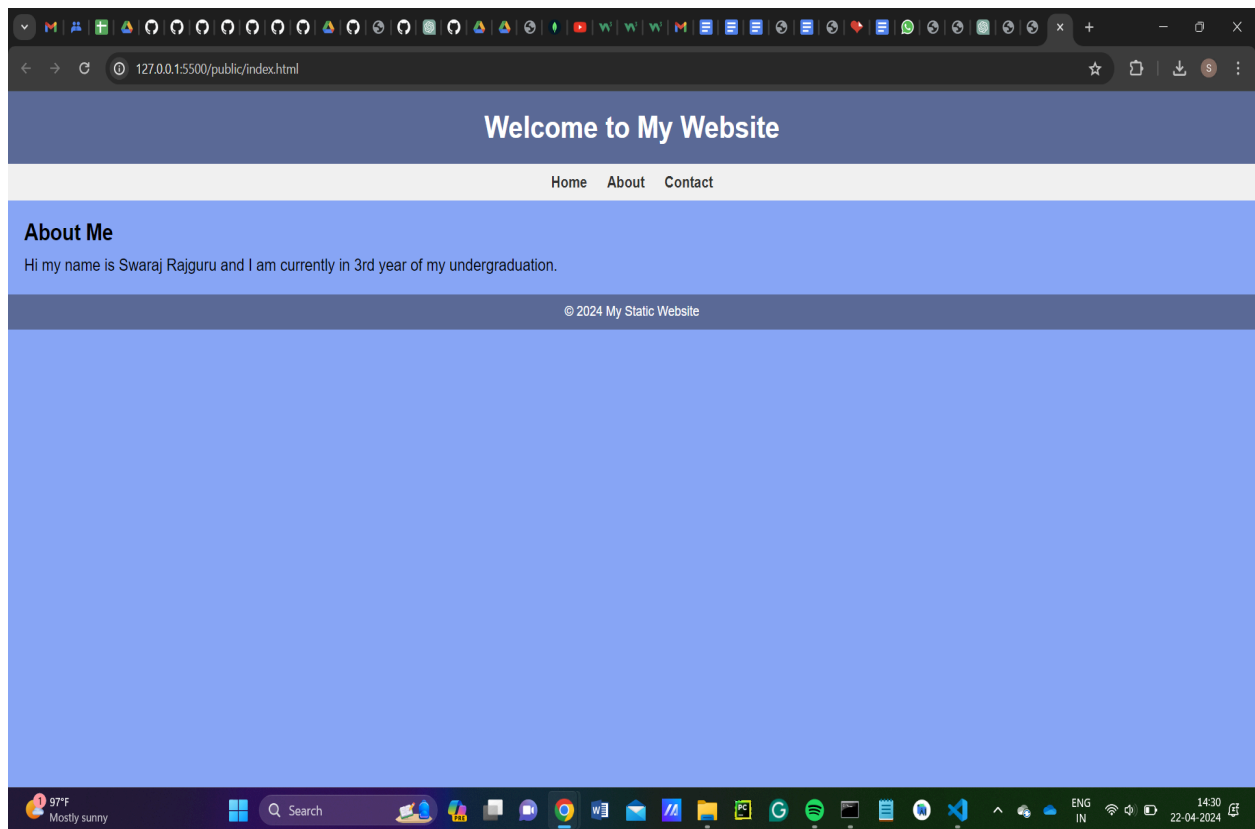 127.0.0.1:5500/public/index.html
S
Welcome to My Website
Home About Contact
About Me
Hi my name is Swaraj Rajguru and I am currently in 3rd year of my undergraduation.
© 2024 My Static Website
1
97°F
Mostly sunny
Search
PRE
ENG
IN
14:30
22-04-2024